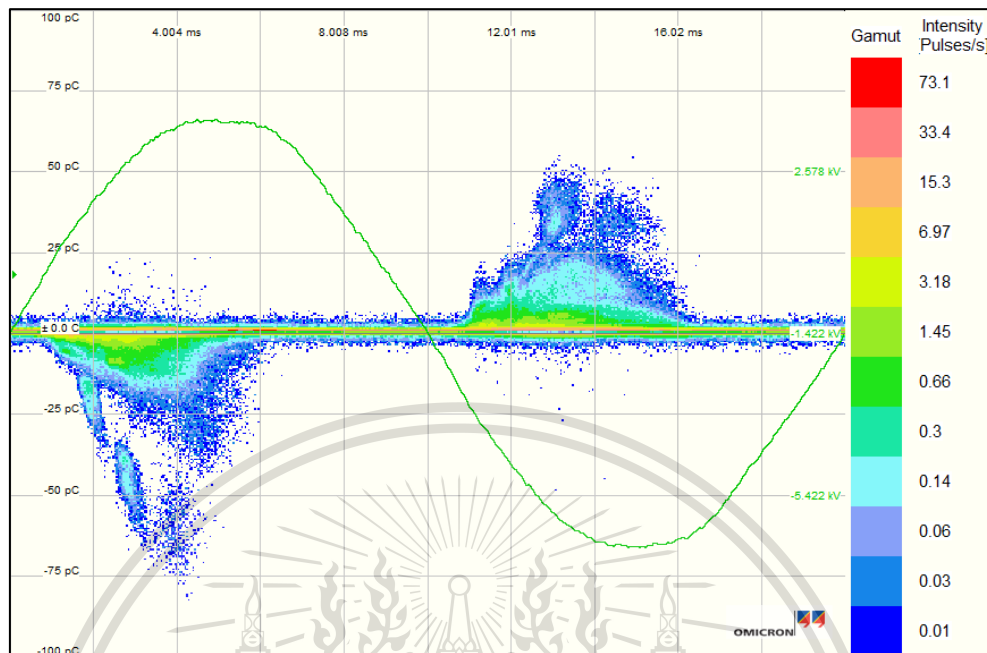 100 pC
4.004 ms
8.008 ms
12.01 ms
16.02 ms
75 pC
50 pC
2.578 kV
25 pC
± 0.0 C
-1.422 kV
-25 pC
-50 pC
-5.422 kV
-75 pC
-100 pC
OMICRON
Gamut
Intensity
[Pulses/s]
73.1
33.4
15.3
6.97
3.18
1.45
0.66
0.3
0.14
0.06
0.03
0.01